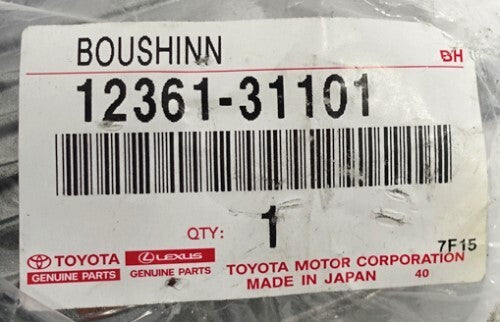 BOUSHINN BH
12361-31101
QTY: 1
7F15
TOYOTA LEXUS TOYOTA MOTOR CORPORATION
GENUINE PARTS GENUINE PARTS MADE IN JAPAN 40